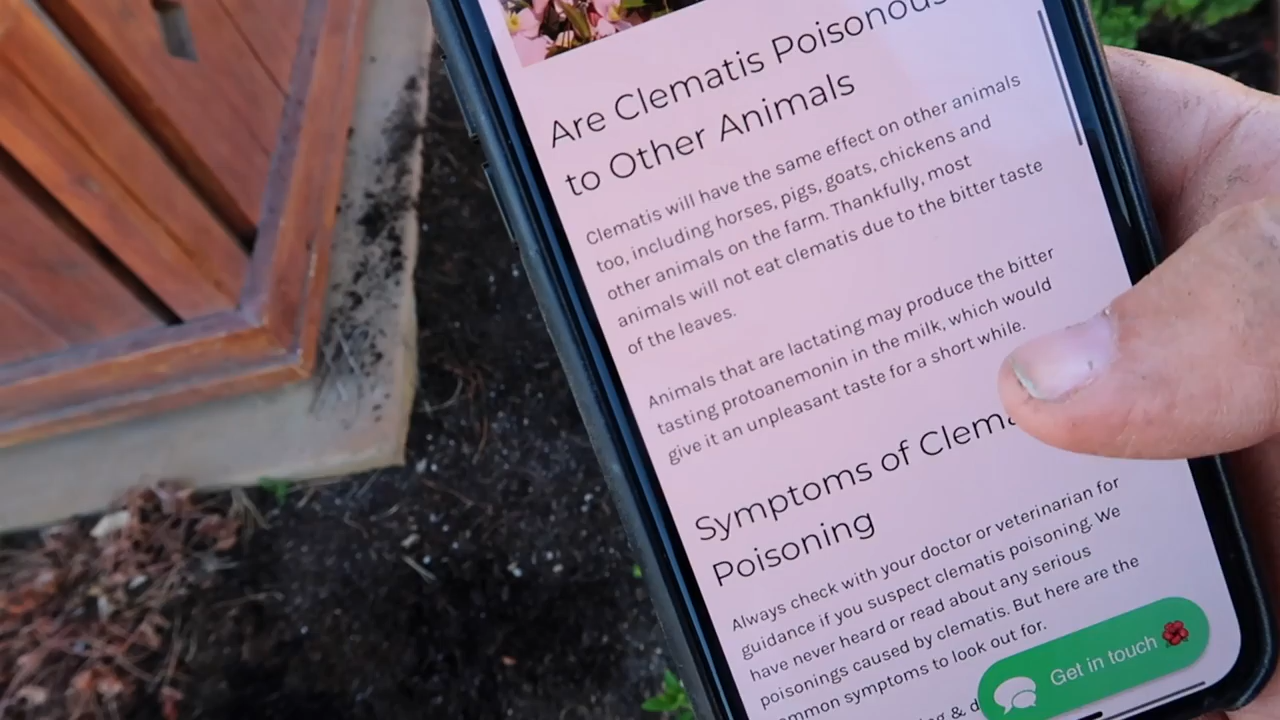 Are Clematis Poisonous
to Other Animals
Clematis will have the same effect on other animals
too, including horses, pigs, goats, chickens and
other animals on the farm. Thankfully, most
animals will not eat clematis due to the bitter taste
of the leaves.
Animals that are lactating may produce the bitter
tasting protoanemonin in the milk, which would
give it an unpleasant taste for a short while.
Symptoms of Clema
Poisoning
Always check with your doctor or veterinarian for
guidance if you suspect clematis poisoning. We
have never heard or read about any serious
poisonings caused by clematis. But here are the
mmon symptoms to look out for.
Get in touch